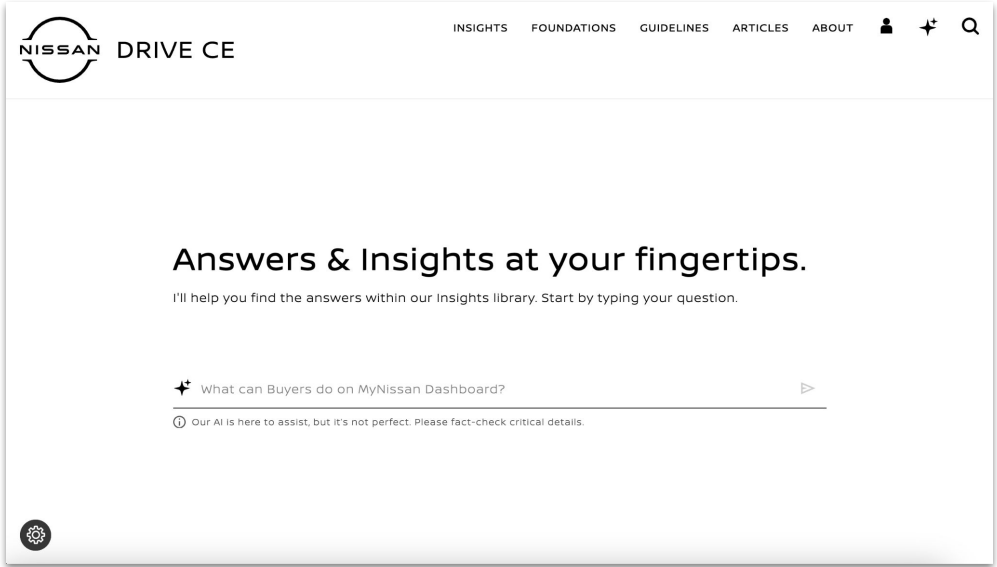 NISSAN
DRIVE CE
INSIGHTS FOUNDATIONS GUIDELINES ARTICLES ABOUT
Answers & Insights at your fingertips.
I'll help you find the answers within our Insights library. Start by typing your question.
What can Buyers do on MyNissan Dashboard?
Our AI is here to assist, but it's not perfect. Please fact-check critical details.